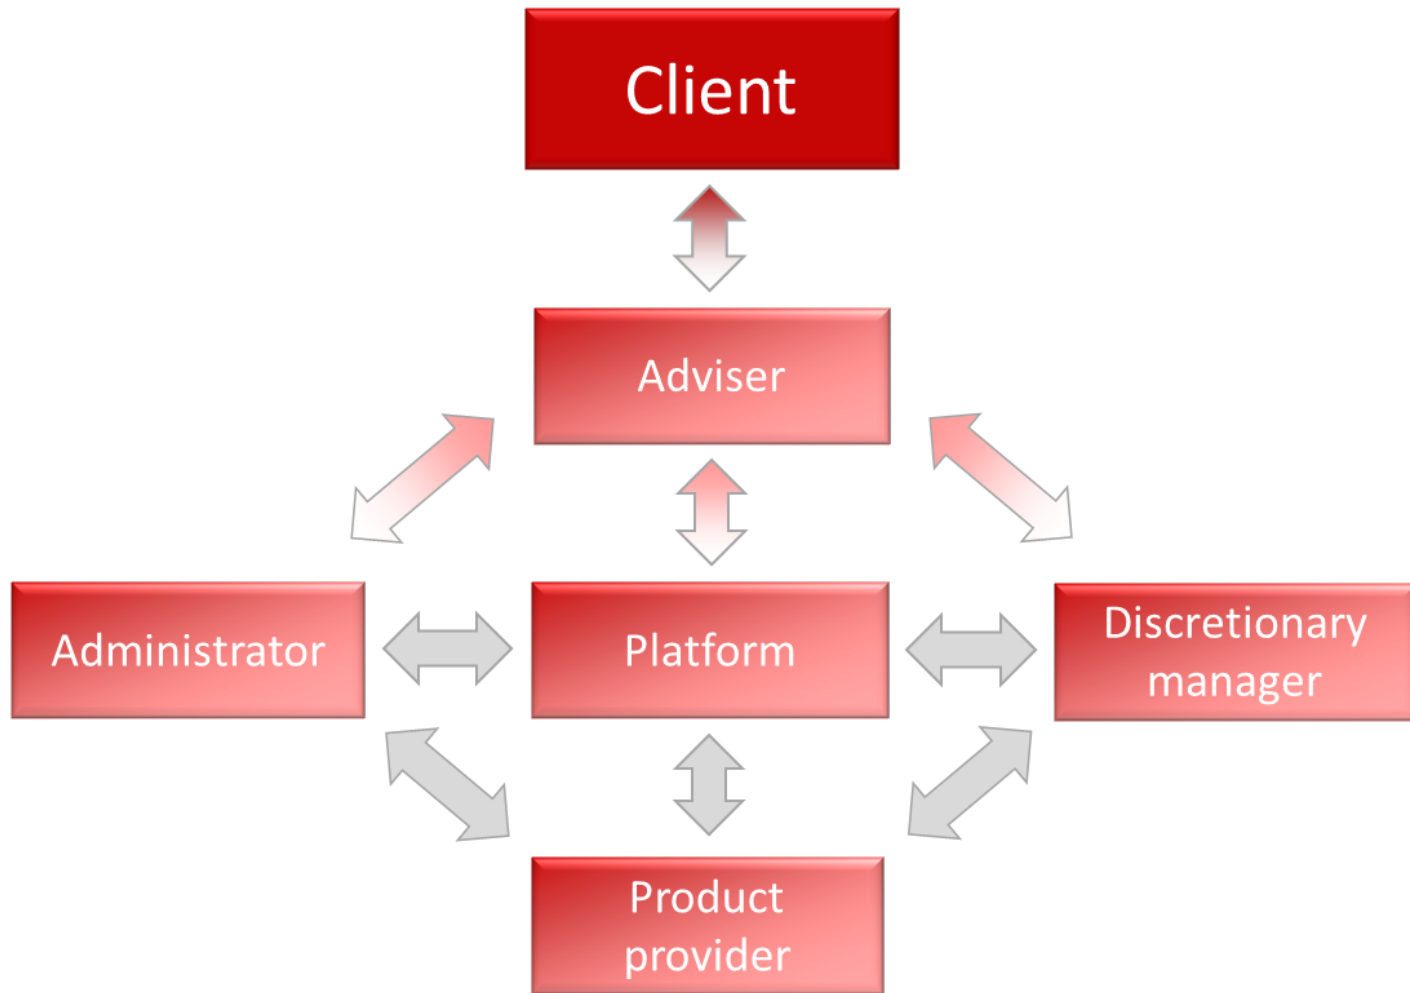 Client
Adviser
Administrator
Platform
Discretionary
manager
Product
provider